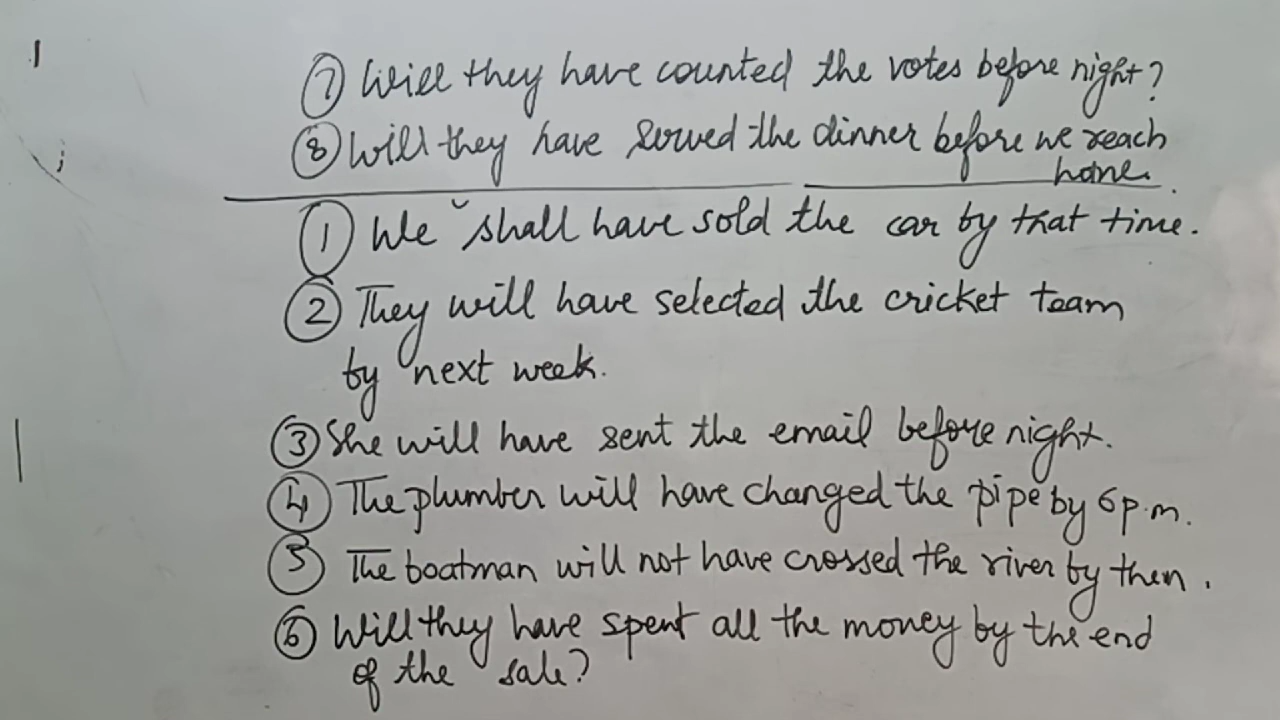 7 Will they have counted the votes before night?
8 Will they have served the dinner before we reach
home.
1 We shall have sold the car by that time.
2 They will have selected the cricket team
by next week.
3 She will have sent the email before night.
4 The plumber will have changed the pipe by 6 p.m.
5 The boatman will not have crossed the river by then.
6 Will they have spent all the money by the end
of the sale?